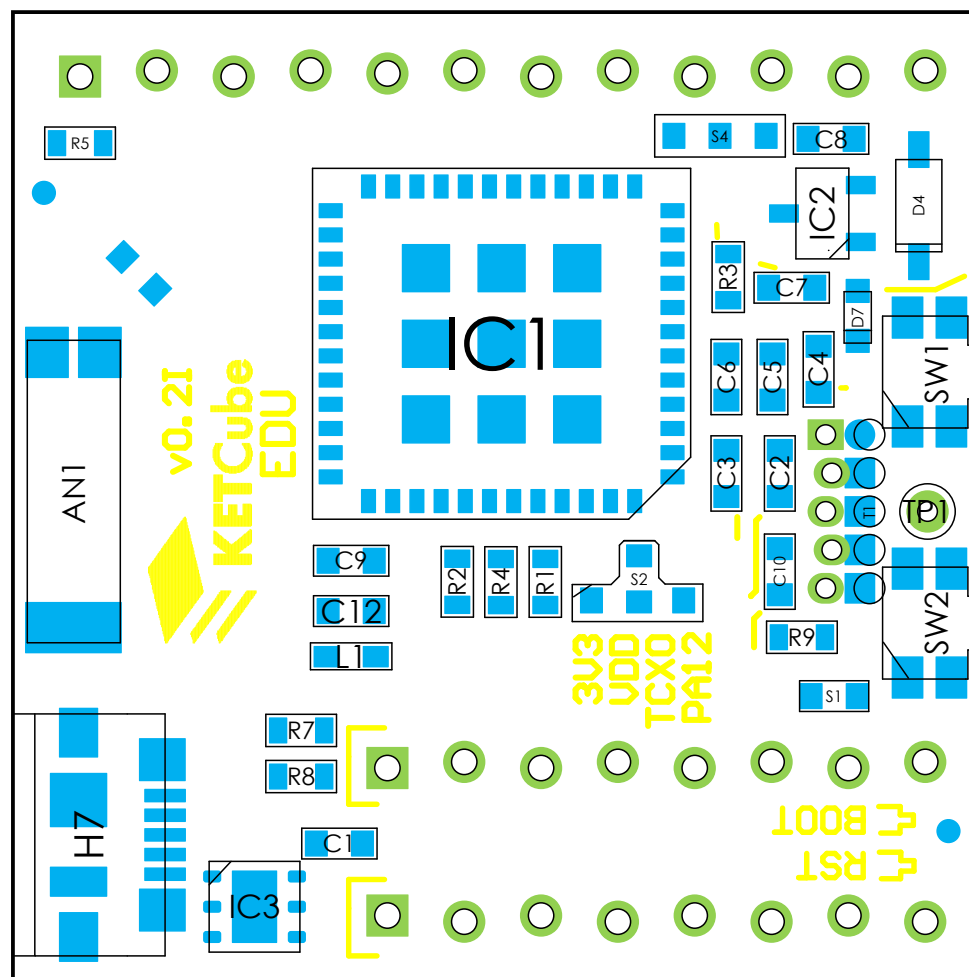 R5
S4
C8
IC2
D4
R3
C7
D7
IC1
C6
C5
C4
SW1
v0.2I
KETCube
EDU
AN1
C3
C2
T1
TP1
C9
R2
R4
R1
S2
C10
C12
R9
SW2
L1
3V3
VDD
TCXO
PA12
S1
R7
R8
H7
C1
BOOT
RST
IC3